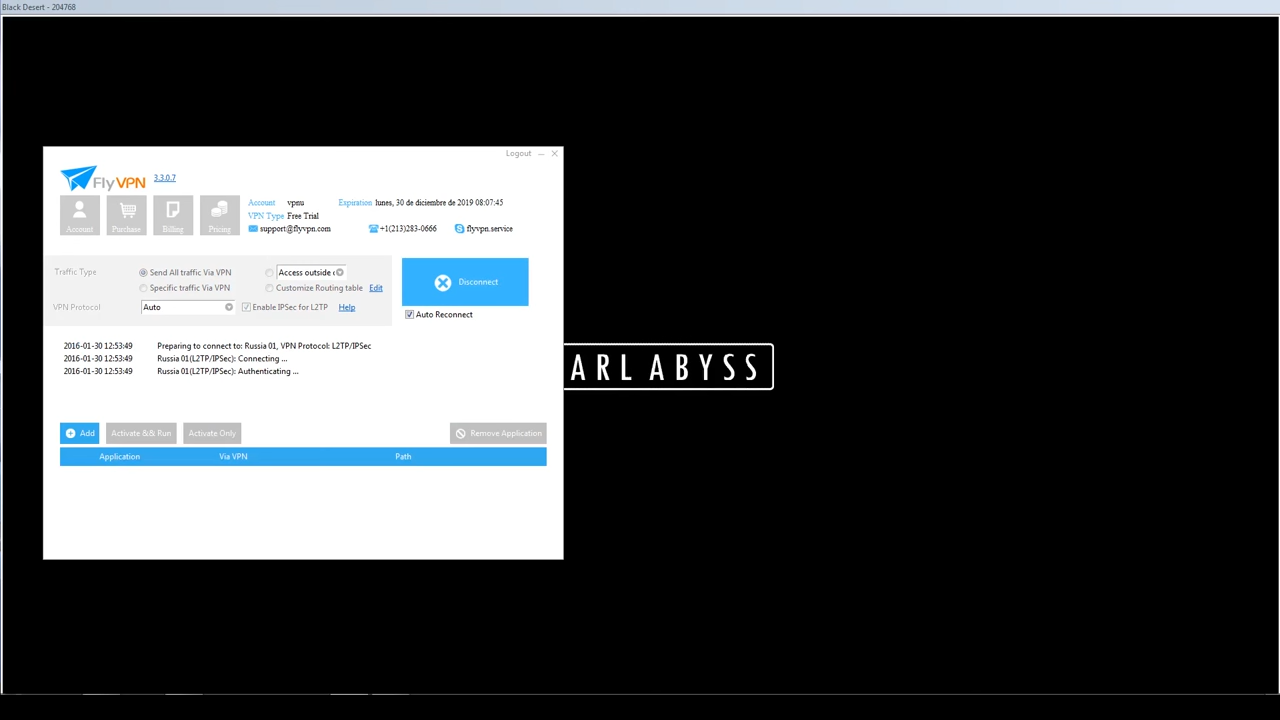 Black Desert - 204768
Logout
FlyVPN 3.3.0.7
Account Purchase Billing Pricing
Account vpnu Expiration lunes, 30 de diciembre de 2019 08:07:45
VPN Type Free Trial
support@flyvpn.com +1(213)283-0666 flyvpn.service
Traffic Type Send All traffic Via VPN Access outside
Specific traffic Via VPN Customize Routing table Edit
VPN Protocol Auto Enable IPSec for L2TP Help
Disconnect
Auto Reconnect
2016-01-30 12:53:49 Preparing to connect to: Russia 01, VPN Protocol: L2TP/IPSec
2016-01-30 12:53:49 Russia 01(L2TP/IPSec): Connecting ...
2016-01-30 12:53:49 Russia 01(L2TP/IPSec): Authenticating ...
ARL ABYSS
Add Activate && Run Activate Only Remove Application
Application Via VPN Path